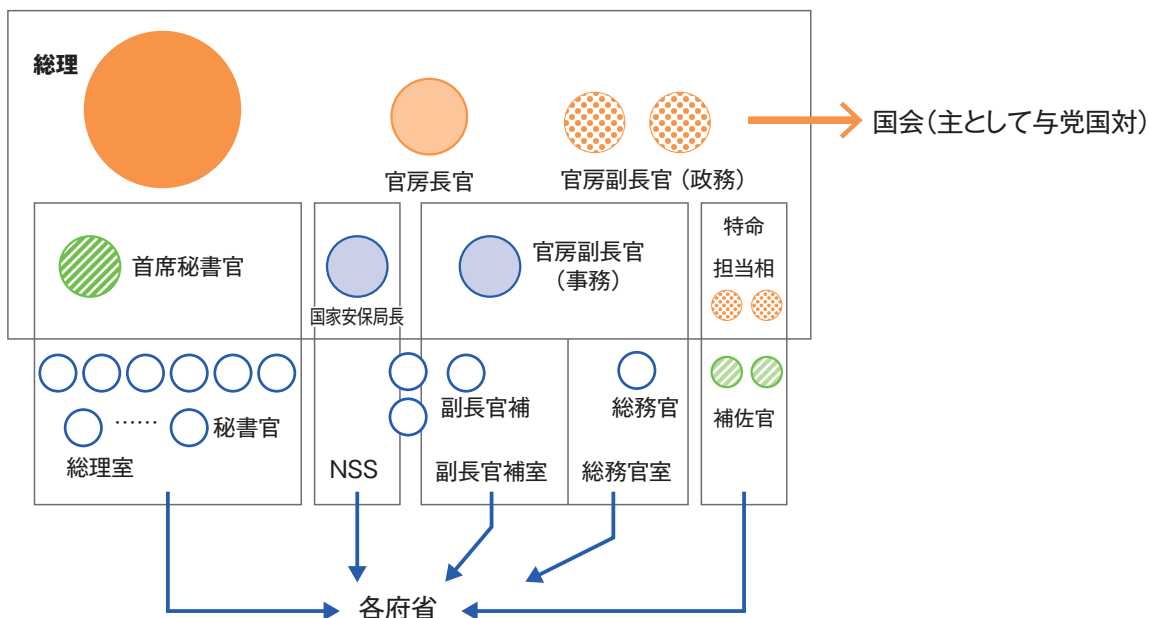 総理
国会（主として与党国対）
官房長官
官房副長官（政務）
首席秘書官
国家安保局長
官房副長官
（事務）
特命
担当相
副長官補
総務官
補佐官
……
秘書官
総理室
NSS
副長官補室
総務官室
各府省